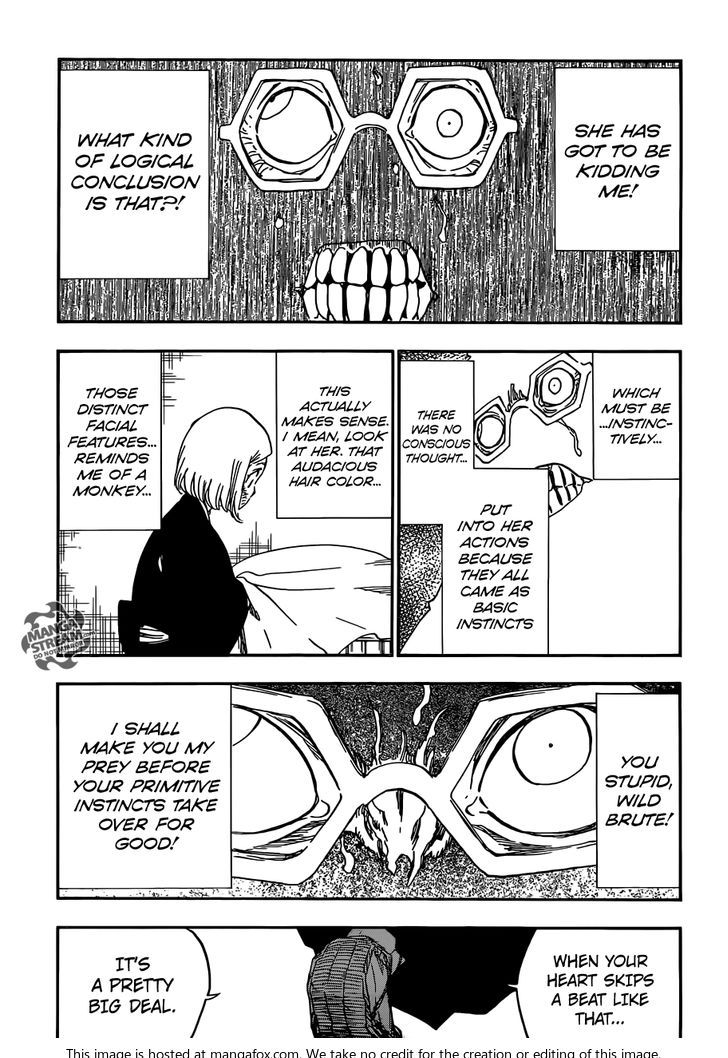 SHE HAS
GOT TO BE
KIDDING
ME!
WHAT KIND
OF LOGICAL
CONCLUSION
IS THAT?!
WHICH
MUST BE
...INSTINC-
TIVELY...
PUT
INTO HER
ACTIONS
BECAUSE
THEY ALL
CAME AS
BASIC
INSTINCTS
THERE
WAS NO
CONSCIOUS
THOUGHT...
THIS
ACTUALLY
MAKES SENSE.
I MEAN, LOOK
AT HER. THAT
AUDACIOUS
HAIR COLOR...
THOSE
DISTINCT
FACIAL
FEATURES...
REMINDS
ME OF A
MONKEY...
MANGA
STREAM
DO NOT MIRROR
YOU
STUPID,
WILD
BRUTE!
I SHALL
MAKE YOU MY
PREY BEFORE
YOUR PRIMITIVE
INSTINCTS TAKE
OVER FOR
GOOD!
WHEN YOUR
HEART SKIPS
A BEAT LIKE
THAT...
IT'S
A PRETTY
BIG DEAL.
This image is hosted at mangafox.com. We take no credit for the creation or editing of this image.